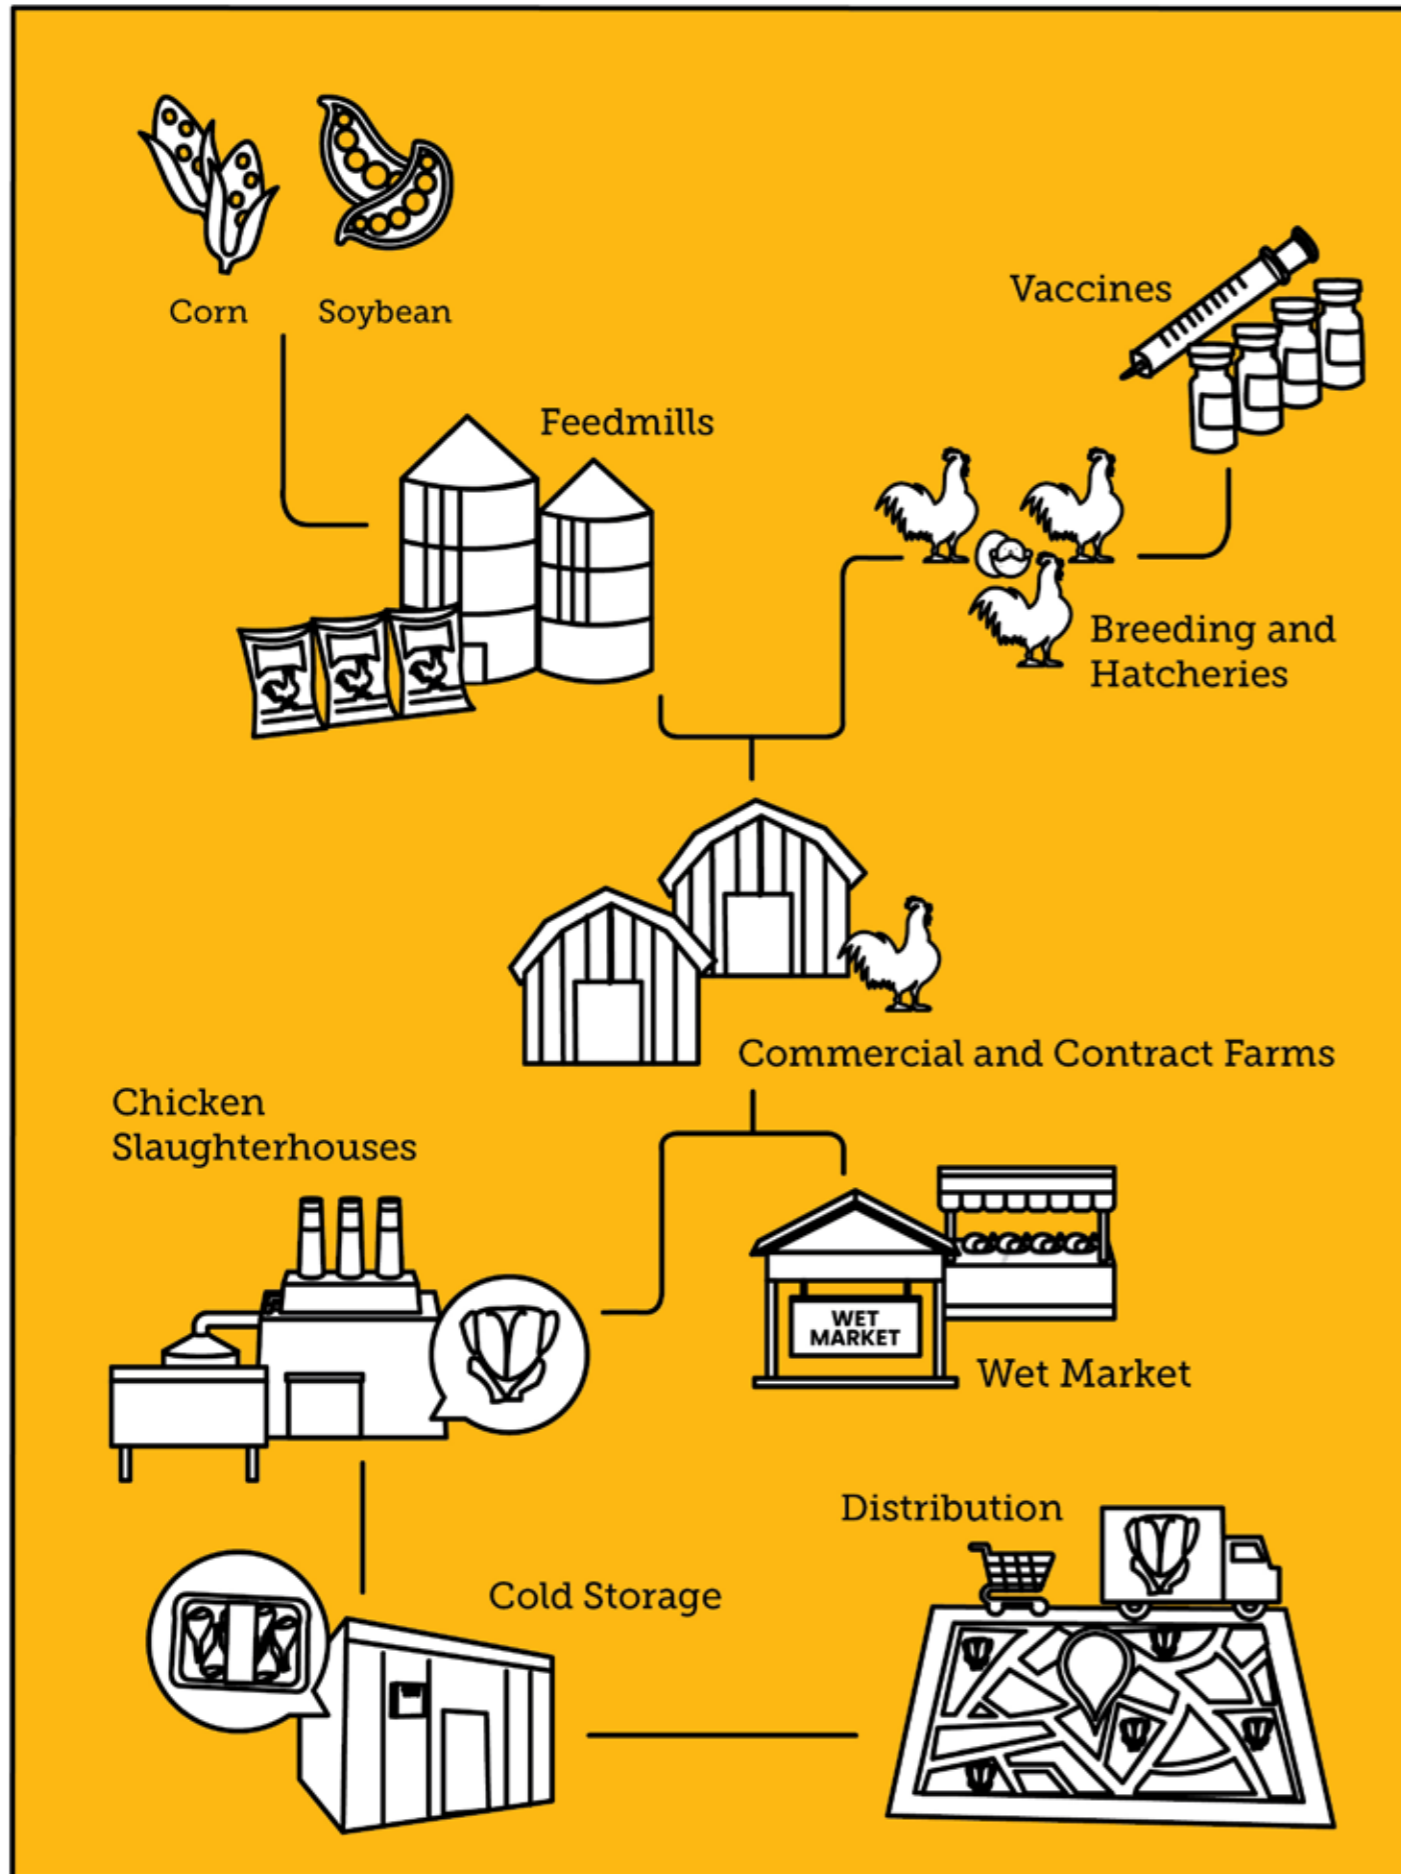 Corn
Soybean
Vaccines
Feedmills
Breeding and
Hatcheries
Commercial and Contract Farms
Chicken
Slaughterhouses
WET
MARKET
Wet Market
Distribution
Cold Storage